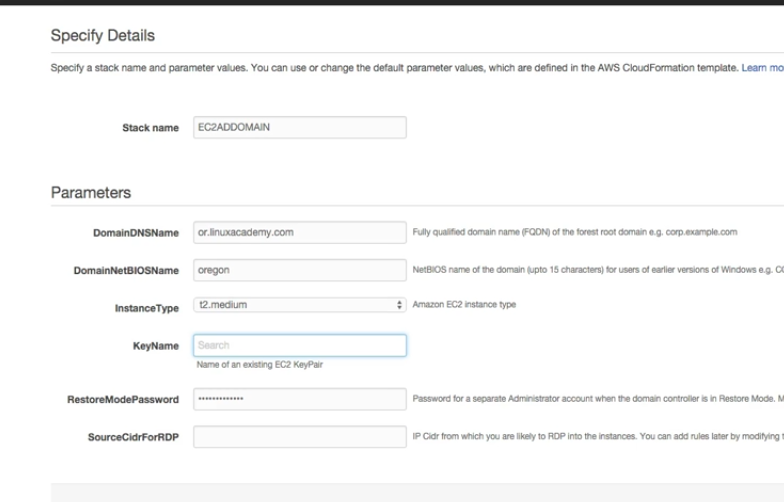 Specify Details
Specify a stack name and parameter values. You can use or change the default parameter values, which are defined in the AWS CloudFormation template. Learn mo
Stack name EC2ADDOMAIN
Parameters
DomainDNSName or.linuxacademy.com Fully qualified domain name (FQDN) of the forest root domain e.g. corp.example.com
DomainNetBIOSName oregon NetBIOS name of the domain (upto 15 characters) for users of earlier versions of Windows e.g. CO
InstanceType t2.medium Amazon EC2 instance type
KeyName Search
Name of an existing EC2 KeyPair
RestoreModePassword ••••••••••••• Password for a separate Administrator account when the domain controller is in Restore Mode. M
SourceCidrForRDP IP Cidr from which you are likely to RDP into the instances. You can add rules later by modifying t